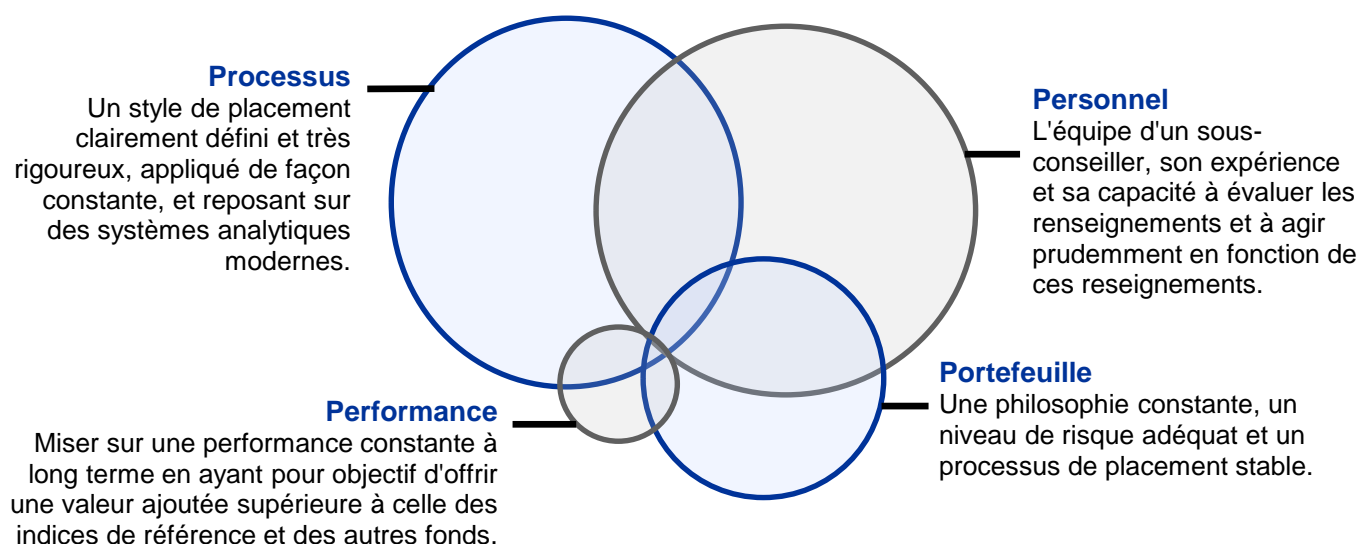 Processus
Un style de placement
clairement défini et très
rigoureux, appliqué de façon
constante, et reposant sur
des systèmes analytiques
modernes.
Personnel
L'équipe d'un sous-
conseiller, son expérience
et sa capacité à évaluer les
renseignements et à agir
prudemment en fonction de
ces reseignements.
Performance
Miser sur une performance constante à
long terme en ayant pour objectif d'offrir
une valeur ajoutée supérieure à celle des
indices de référence et des autres fonds.
Portefeuille
Une philosophie constante, un
niveau de risque adéquat et un
processus de placement stable.